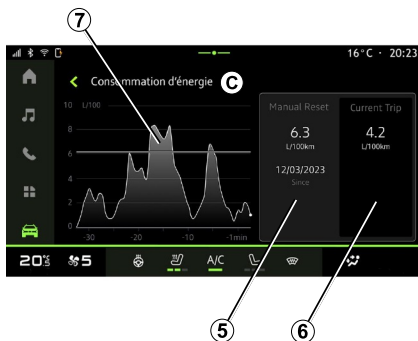 7
16°C · 20:23
Consommation d'énergie C
10 L/100
8
6
4
2
0
-30 -20 -10 -1min
Manual Reset
6.3
L/100km
12/03/2023
Since
Current Trip
4.2
L/100km
20°5 5 A/C
5 6